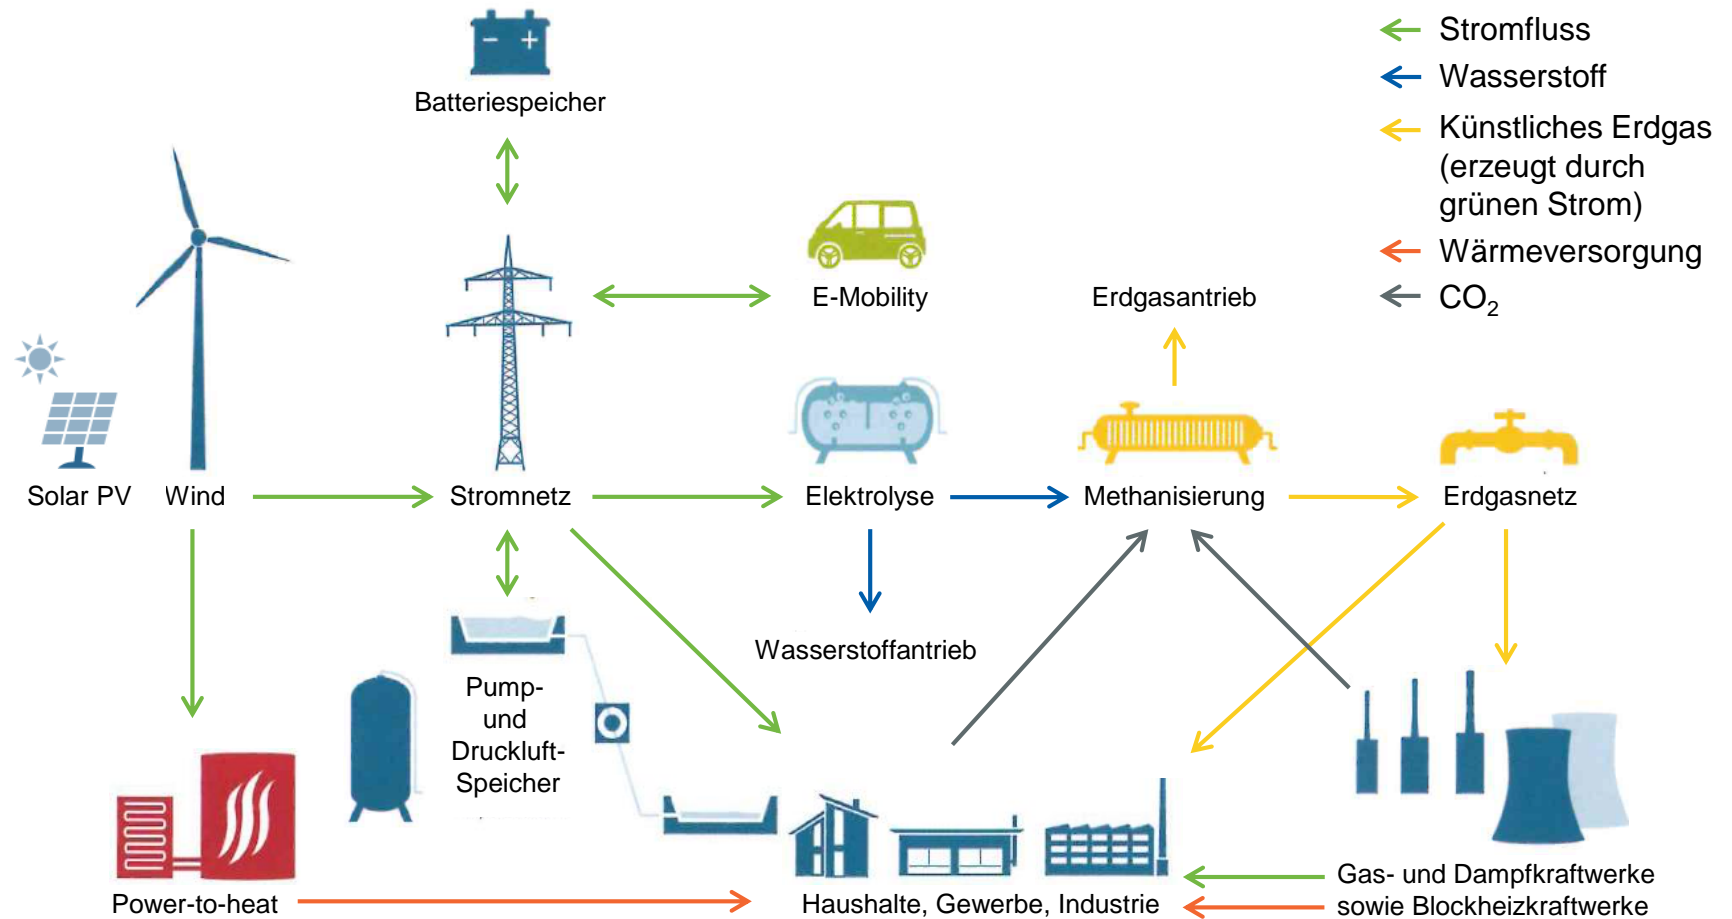 Stromfluss
Wasserstoff
Künstliches Erdgas
(erzeugt durch
grünen Strom)
Wärmeversorgung
CO₂
Batteriespeicher
E-Mobility
Erdgasantrieb
Solar PV
Wind
Stromnetz
Elektrolyse
Methanisierung
Erdgasnetz
Wasserstoffantrieb
Pump-
und
Druckluft-
Speicher
Power-to-heat
Haushalte, Gewerbe, Industrie
Gas- und Dampfkraftwerke
sowie Blockheizkraftwerke